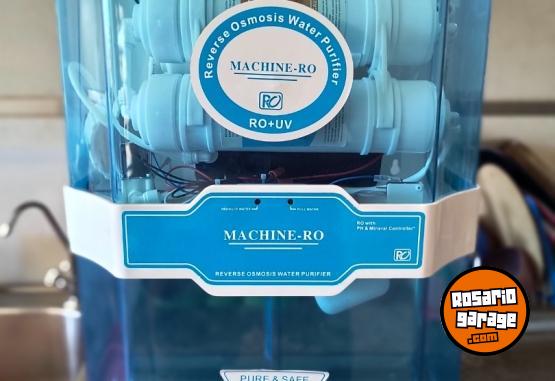 Reverse Osmosis Water Purifier
MACHINE-RO
RO
RO+UV
MACHINE-RO
RO with
PH & Mineral Controller
RO
REVERSE OSMOSIS WATER PURIFIER
ROSARIO
garage
.com
PURE & SAFE